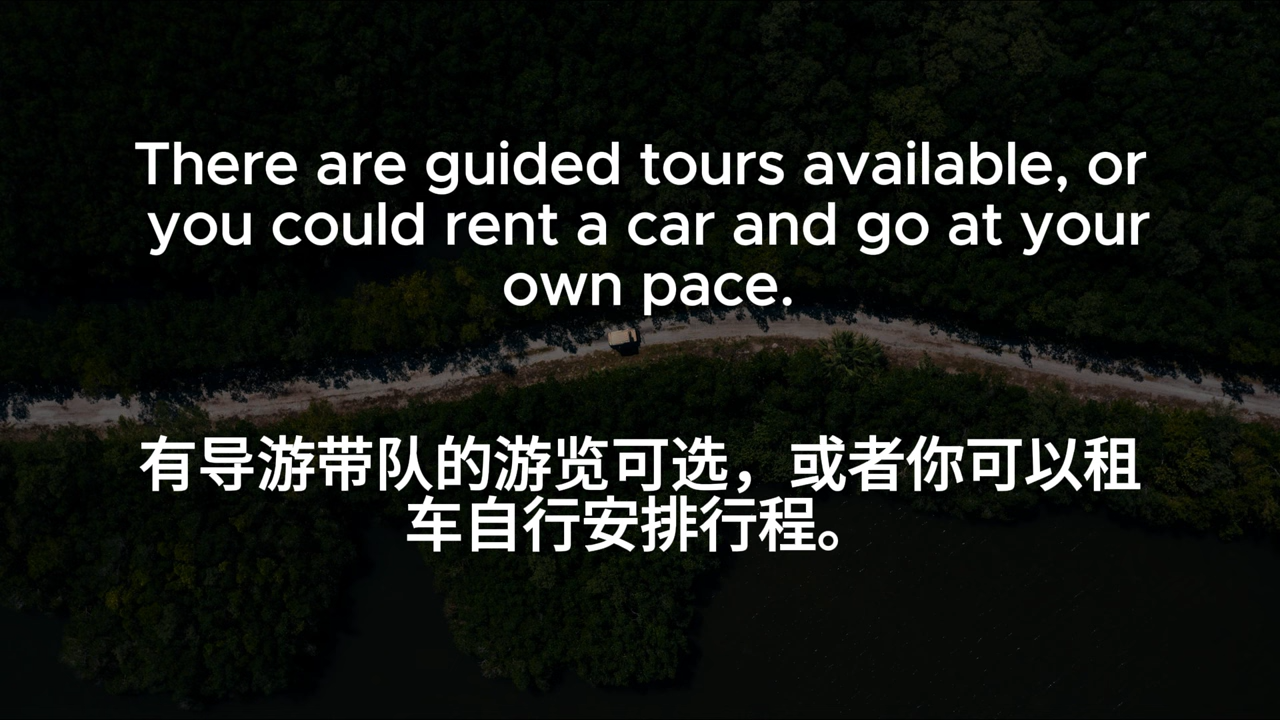 There are guided tours available, or
you could rent a car and go at your
own pace.
有导游带队的游览可选，或者你可以租
车自行安排行程。